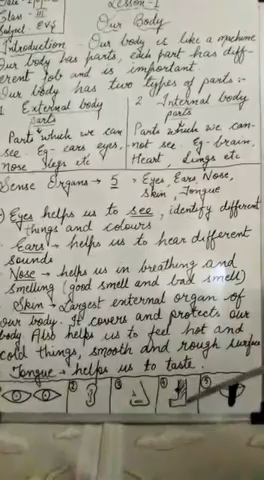 Class - III
Subject - EVS
Lesson - 1
Our Body
Introduction Our body is like a machine
Our body has parts, each part has diff-
erent job and is important.
Our body has two types of parts:-
1 External body
parts
Parts which we can
see Eg- ears eyes,
nose legs etc
2 Internal body
parts
Parts which we can-
not see. Eg- brain,
Heart, Lungs etc
Sense Organs → 5 = Eyes, Ears Nose,
Skin, Tongue
Eyes helps us to see, identify different
things and colours
Ears - helps us to hear different
sounds
Nose - helps us in breathing and
smelling (good smell and bad smell)
Skin - Largest external organ of
our body. It covers and protects our
body. Also helps us to feel hot and
cold things, smooth and rough surface
Tongue - helps us to taste.